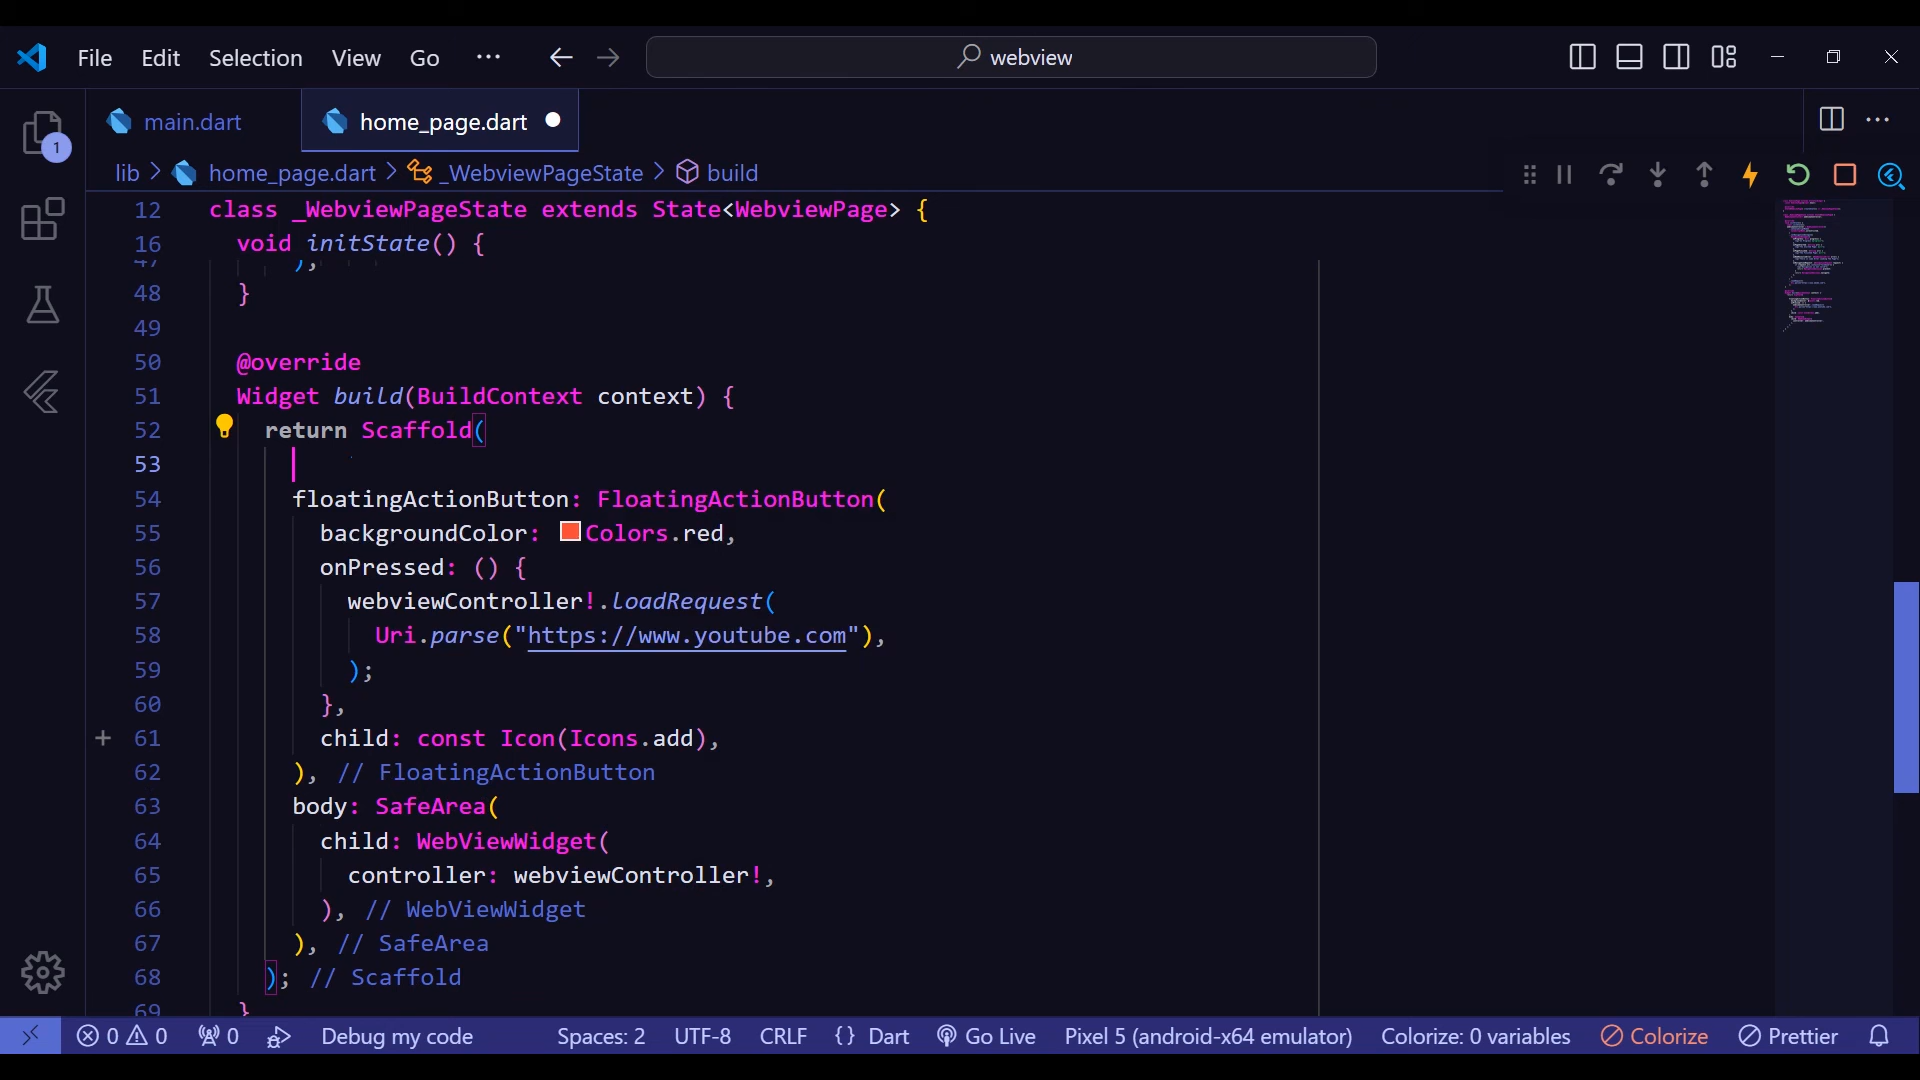 File Edit Selection View Go ··· webview
main.dart home_page.dart
lib > home_page.dart > _WebviewPageState > build
12 class _WebviewPageState extends State<WebviewPage> {
16 void initState() {
47 ),
48 }
49
50 @override
51 Widget build(BuildContext context) {
52 return Scaffold(
53
54 floatingActionButton: FloatingActionButton(
55 backgroundColor: Colors.red,
56 onPressed: () {
57 webviewController!.loadRequest(
58 Uri.parse("https://www.youtube.com"),
59 );
60 },
61 child: const Icon(Icons.add),
62 ), // FloatingActionButton
63 body: SafeArea(
64 child: WebViewWidget(
65 controller: webviewController!,
66 ), // WebViewWidget
67 ), // SafeArea
68 ); // Scaffold
69 }
1
0 0 0 Debug my code Spaces: 2 UTF-8 CRLF {} Dart Go Live Pixel 5 (android-x64 emulator) Colorize: 0 variables Colorize Prettier